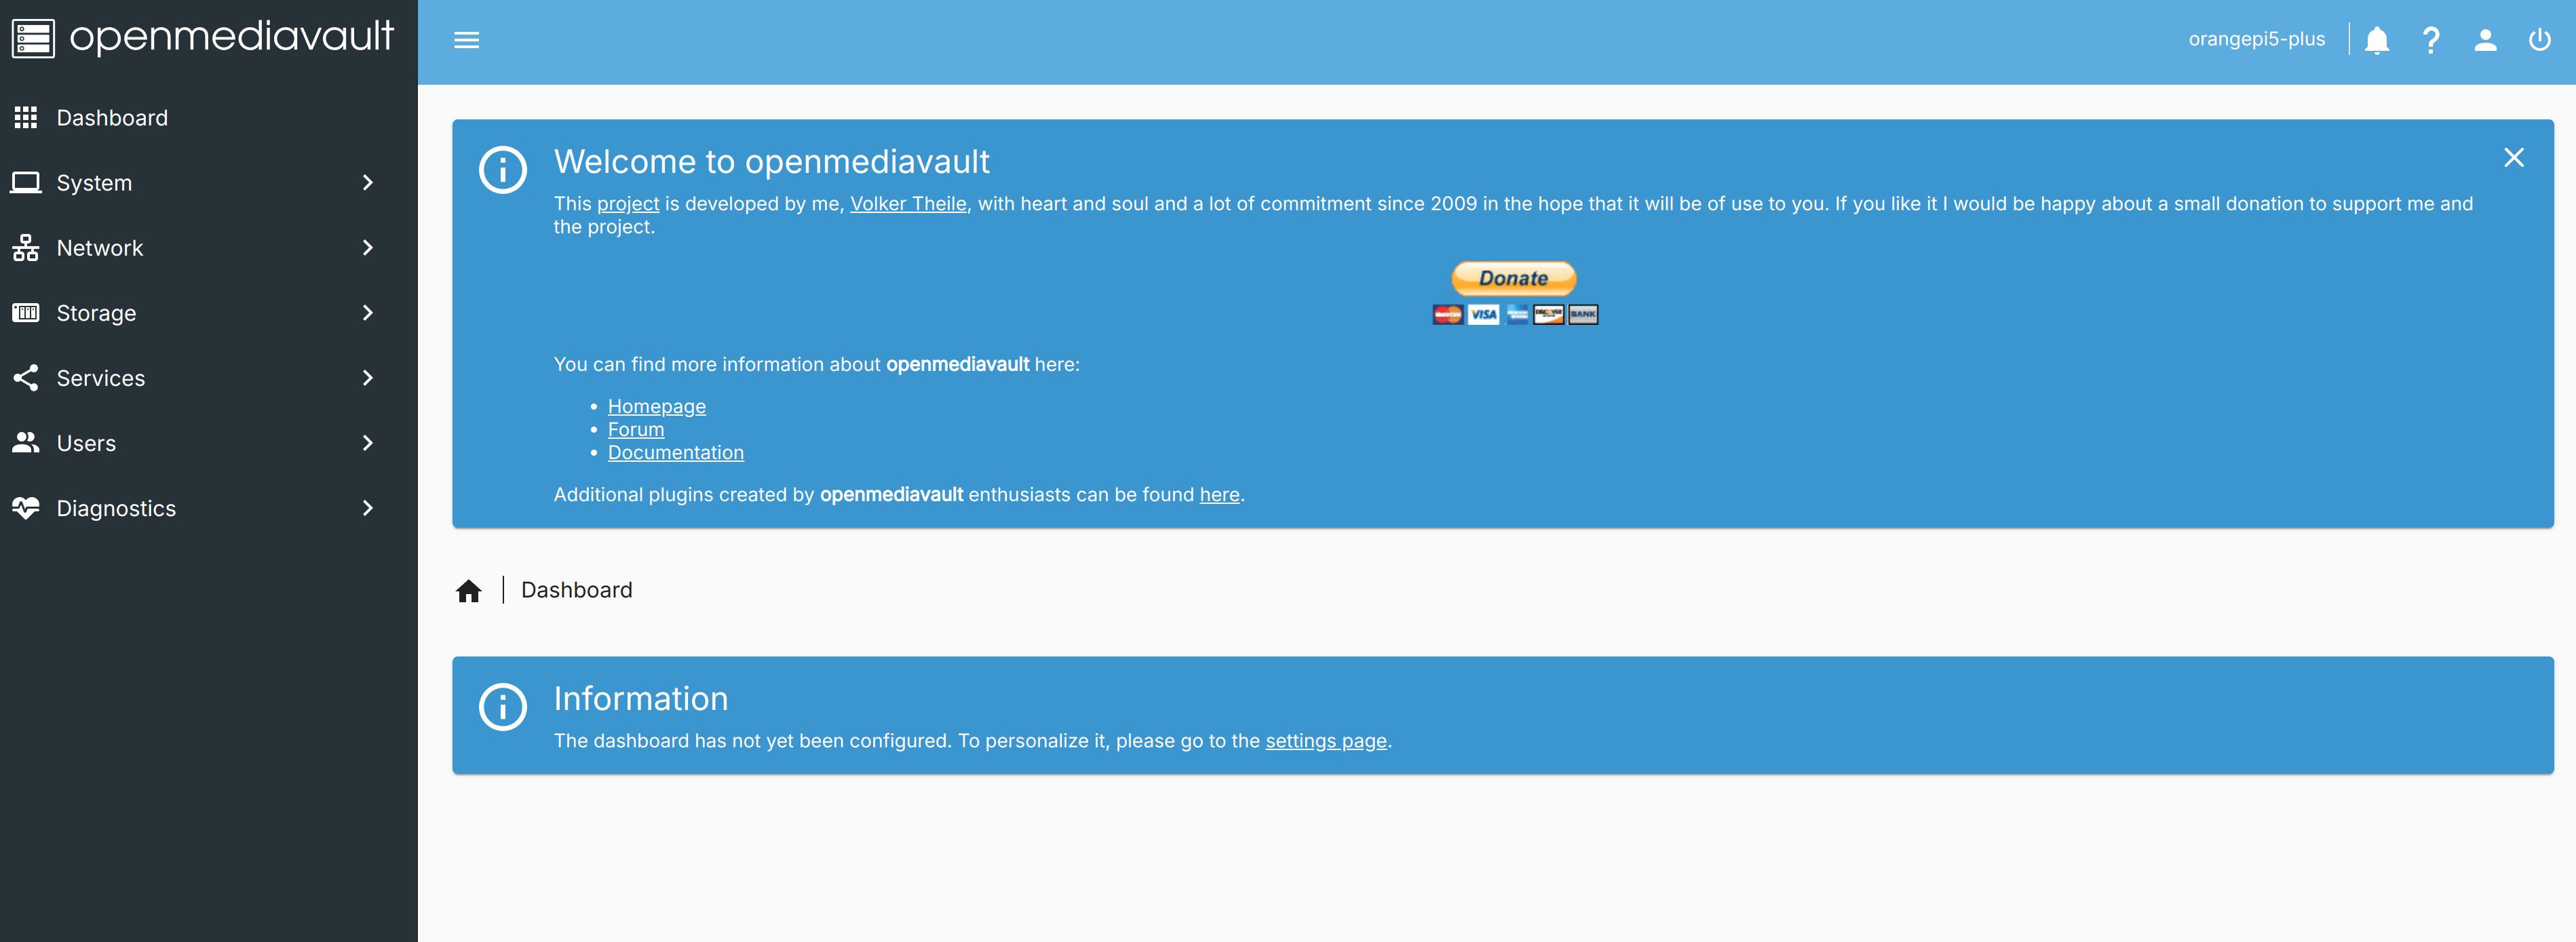 openmediavault
orangepi5-plus
Dashboard
System
Network
Storage
Services
Users
Diagnostics
Welcome to openmediavault
This project is developed by me, Volker Theile, with heart and soul and a lot of commitment since 2009 in the hope that it will be of use to you. If you like it I would be happy about a small donation to support me and
the project.
Donate
MasterCard VISA DISCOVER BANK
You can find more information about openmediavault here:
• Homepage
• Forum
• Documentation
Additional plugins created by openmediavault enthusiasts can be found here.
Dashboard
Information
The dashboard has not yet been configured. To personalize it, please go to the settings page.